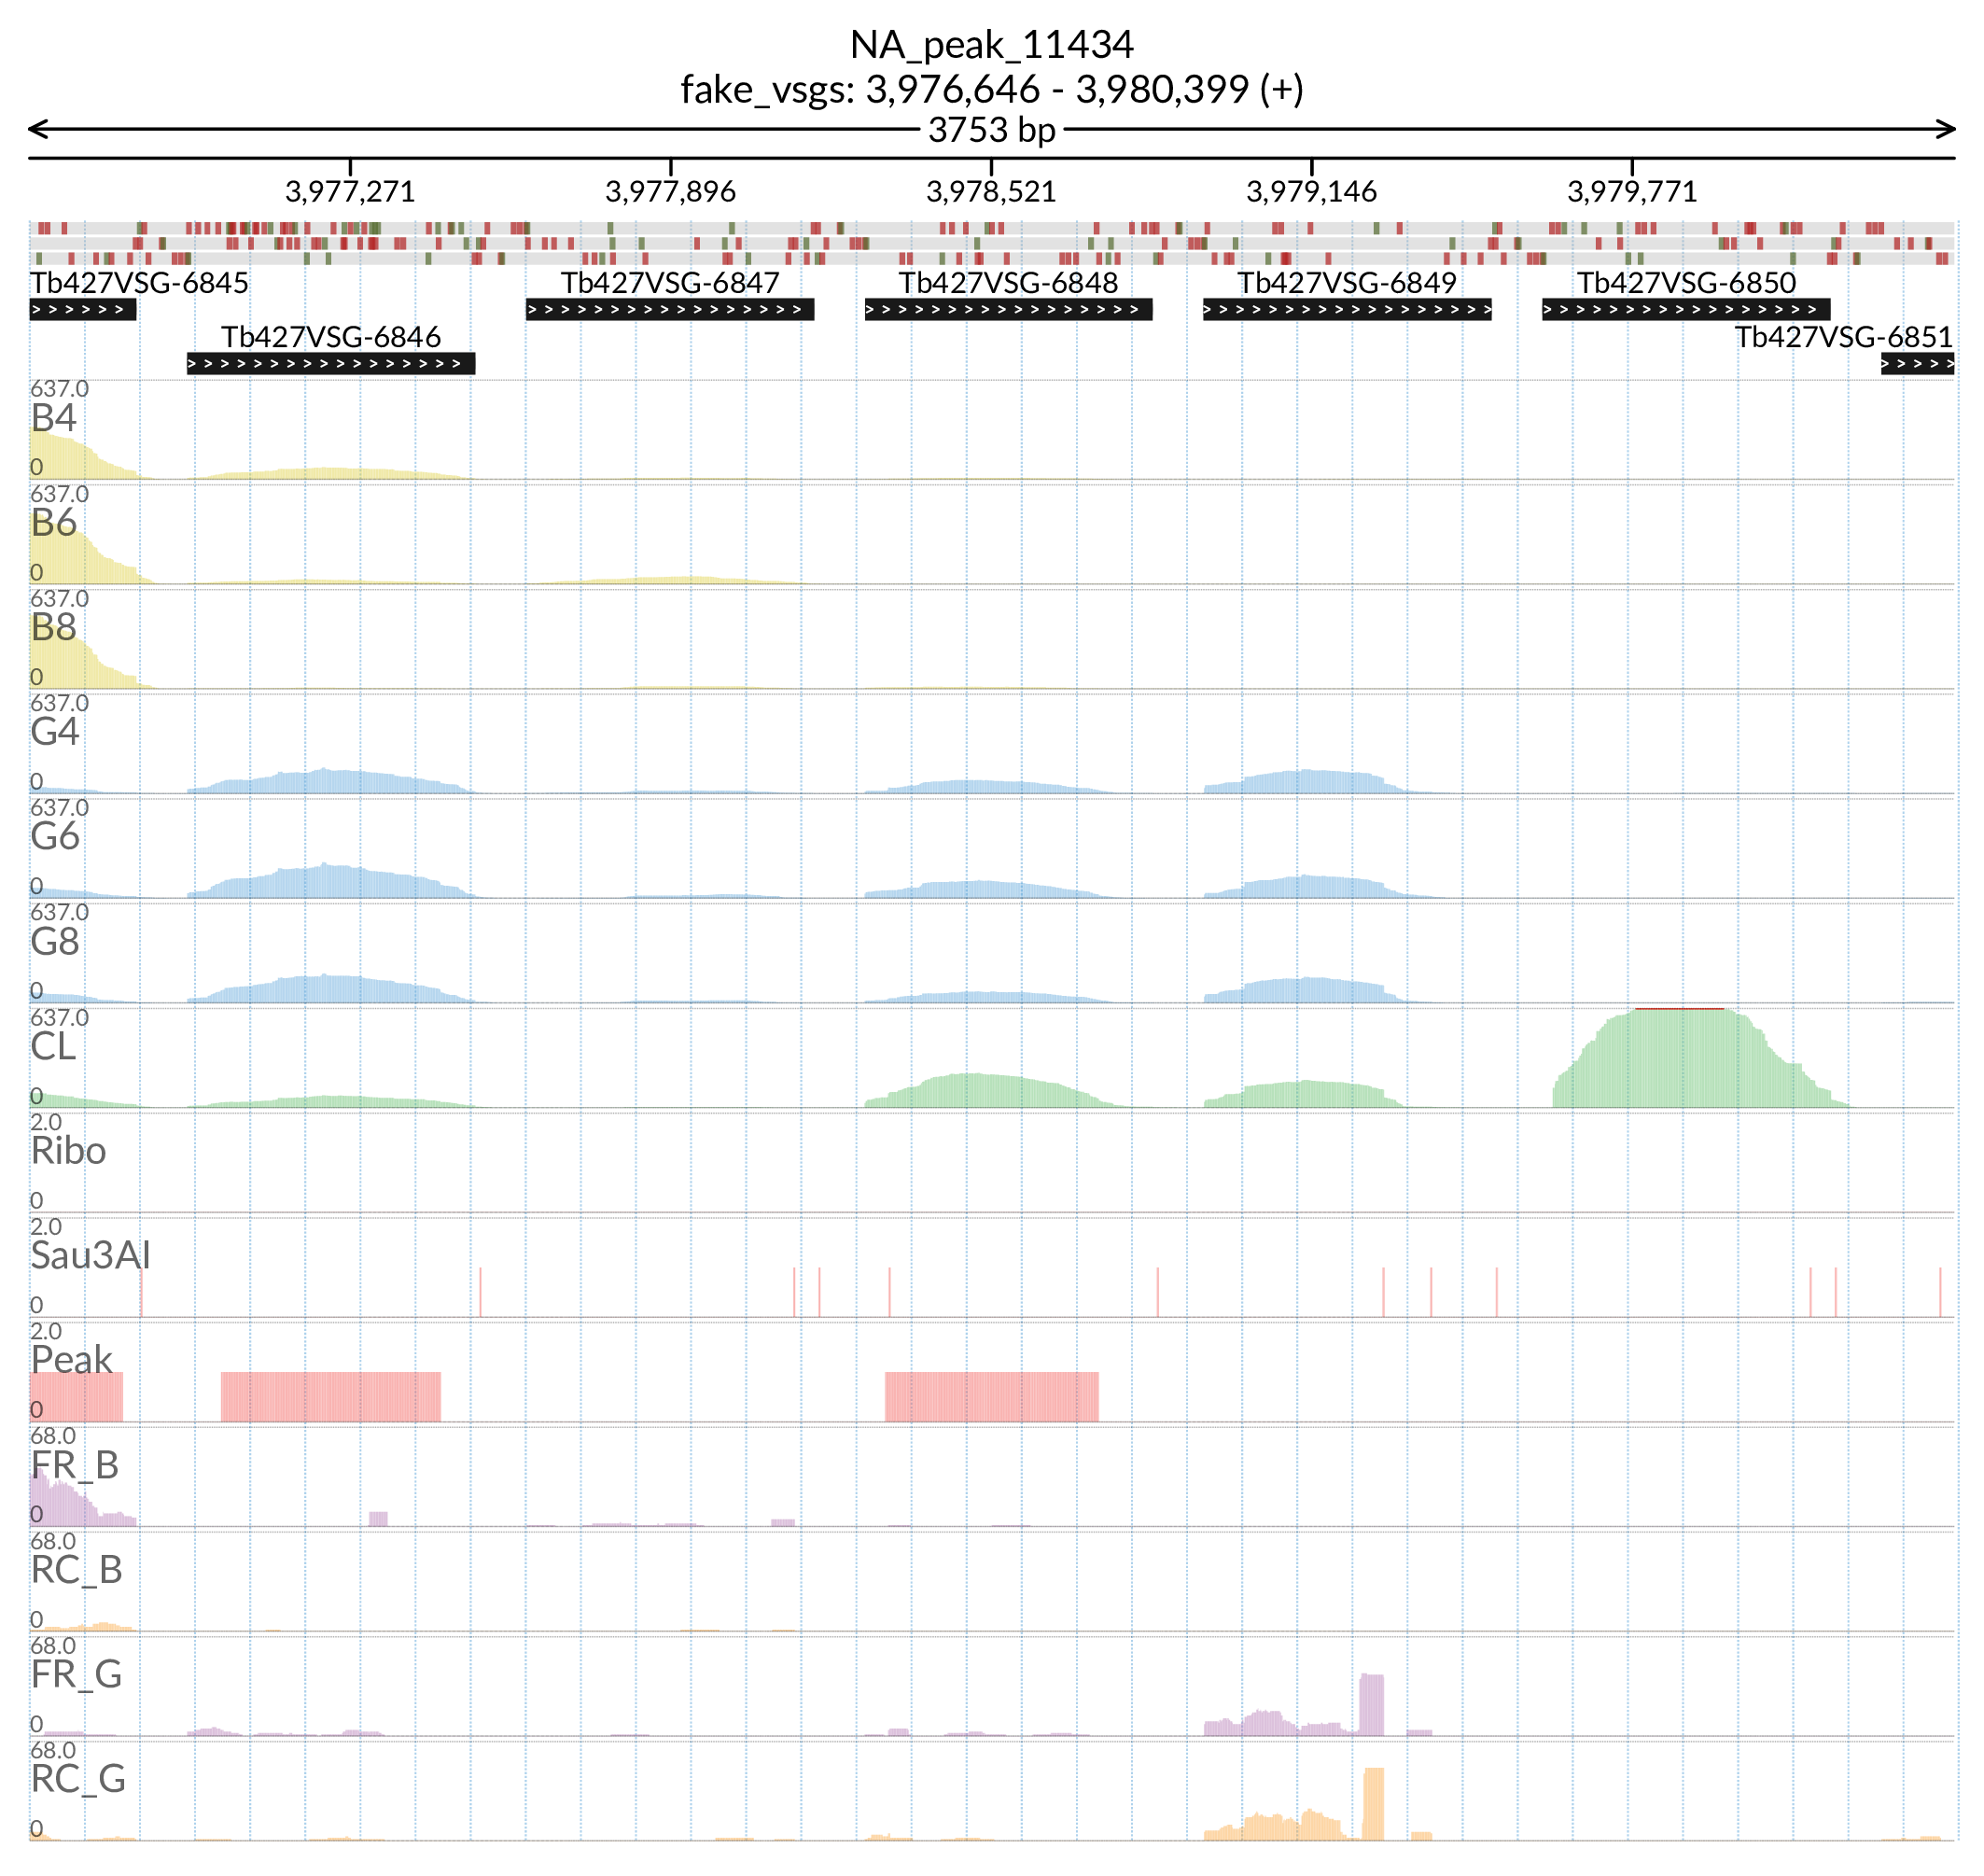 NA_peak_11434
fake_vsgs: 3,976,646 - 3,980,399 (+)
3753 bp
3,977,271 3,977,896 3,978,521 3,979,146 3,979,771
Tb427VSG-6845 Tb427VSG-6847 Tb427VSG-6848 Tb427VSG-6849 Tb427VSG-6850
Tb427VSG-6846 Tb427VSG-6851
637.0
B4
0
637.0
B6
0
637.0
B8
0
637.0
G4
0
637.0
G6
0
637.0
G8
0
637.0
CL
0
2.0
Ribo
0
2.0
Sau3AI
0
2.0
Peak
0
68.0
FR_B
0
68.0
RC_B
0
68.0
FR_G
0
68.0
RC_G
0